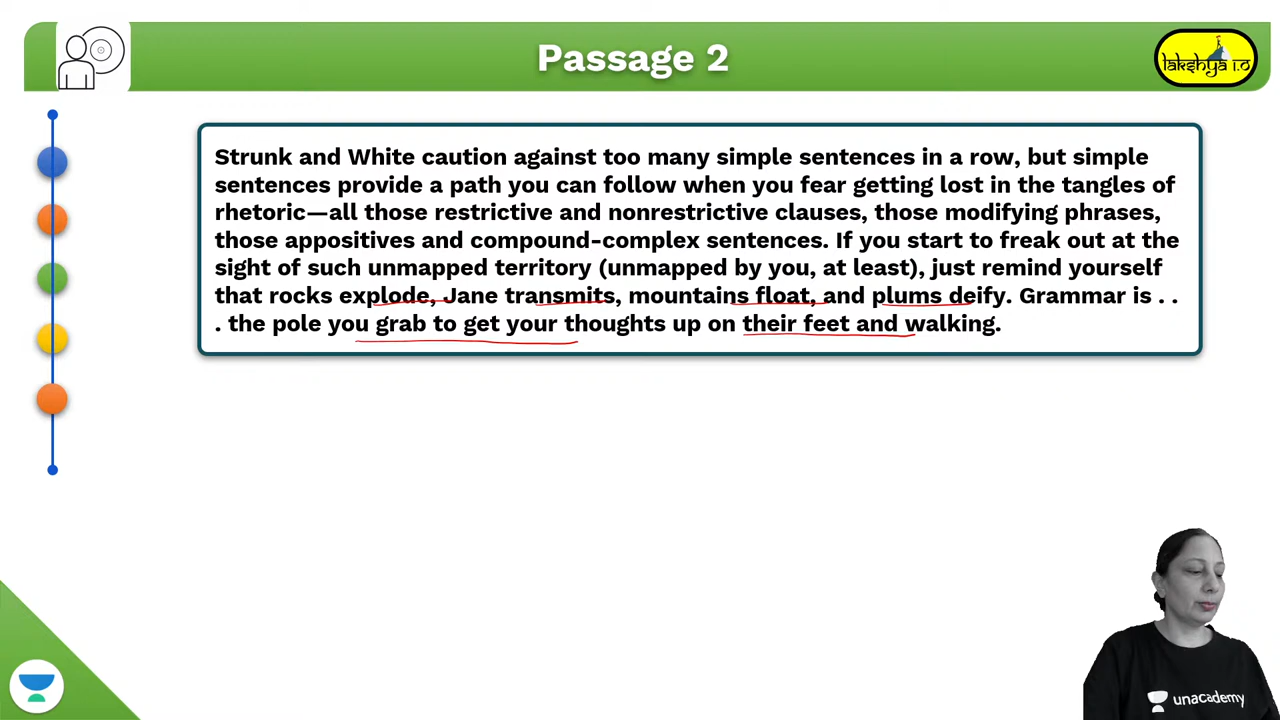 Passage 2
lakshya 1.0
Strunk and White caution against too many simple sentences in a row, but simple
sentences provide a path you can follow when you fear getting lost in the tangles of
rhetoric—all those restrictive and nonrestrictive clauses, those modifying phrases,
those appositives and compound-complex sentences. If you start to freak out at the
sight of such unmapped territory (unmapped by you, at least), just remind yourself
that rocks explode, Jane transmits, mountains float, and plums deify. Grammar is . .
. the pole you grab to get your thoughts up on their feet and walking.
unacademy